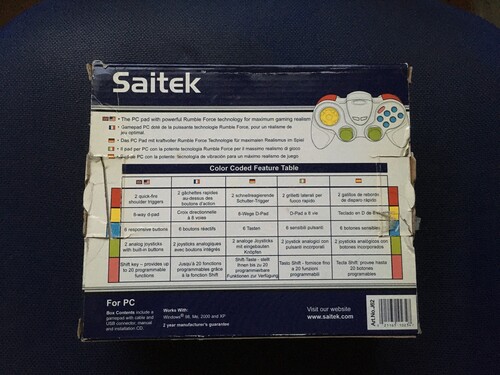 Saitek
• The PC pad with powerful Rumble Force technology for maximum gaming realism
• Gamepad PC doté de la puissante technologie Rumble Force, pour un réalisme de
jeu optimal.
• Das PC Pad mit kraftvoller Rumble Force Technologie für maximalen Realismus im Spiel
• Il pad per PC con la potente tecnologia Rumble Force per il massimo realismo di gioco
PC con la potente tecnología de vibración para un máximo realismo de juego
Color Coded Feature Table
2 quick-fire
shoulder triggers
2 gâchettes rapides
au-dessus des
boutons d'action
2 schnellreagierende
Schulter-Trigger
2 grilletti laterali per
fuoco rapido
2 gatillos de rebordo
de disparo rápido
8-way d-pad
Croix directionnelle
à 8 voies
8-Wege D-Pad
D-Pad a 8 vie
Teclado en D de
6 responsive buttons
6 boutons réactifs
6 Tasten
6 sensibili pulsanti
6 botones sensibles
2 analog joysticks
with built-in buttons
2 joysticks analogiques
avec boutons intégrés
2 analoge Joysticks
mit eingebauten
Knöpfen
2 joystick analogici con
pulsanti incorporati
2 joysticks analógicos con
botones incorporados
Shift key – provides up
to 20 programmable
functions
Jusqu'à 20 fonctions
programmables grâce
à la fonction Shift
Shift-Taste - stellt
Ihnen bis zu 20
programmierbare
Funktionen zur Verfügung
Tasto Shift - fornisce fino
a 20 funzioni
programabili
Tecla Shift: provee hasta
20 botones
programables
For PC
Box Contents include a
gamepad with cable and
USB connector, manual
and installation CD.
Works With:
Windows® 98, Me, 2000 and XP
2 year manufacturer's guarantee
Visit our website
www.saitek.com
Art.No.J62